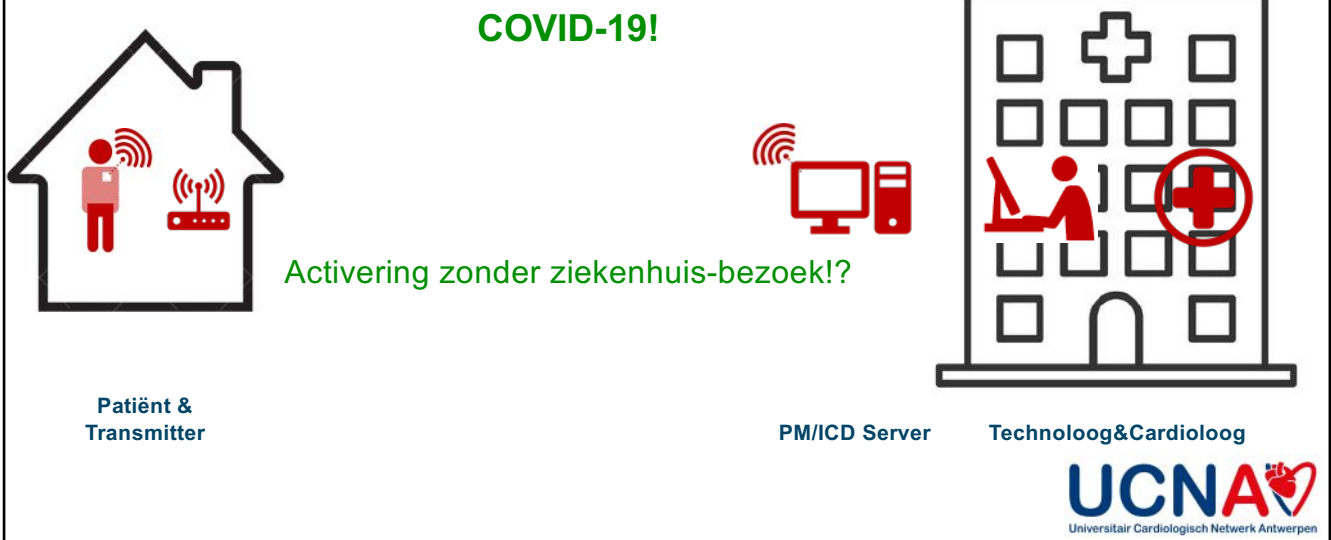 COVID-19!
Activering zonder ziekenhuis-bezoek!?
Patiënt &
Transmitter
PM/ICD Server
Technoloog&Cardioloog
UCNA
Universitair Cardiologisch Netwerk Antwerpen